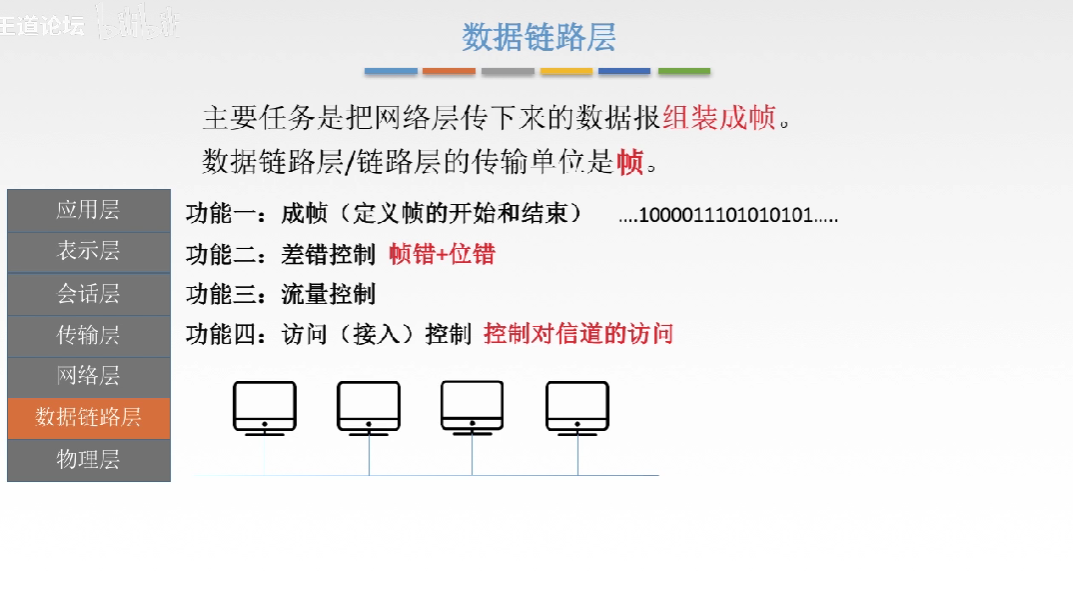 王道论坛 bilibili
数据链路层
主要任务是把网络层传下来的数据报组装成帧。
数据链路层/链路层的传输单位是帧。
应用层
表示层
会话层
传输层
网络层
数据链路层
物理层
功能一：成帧（定义帧的开始和结束） ....1000011101010101.....
功能二：差错控制 帧错+位错
功能三：流量控制
功能四：访问（接入）控制 控制对信道的访问